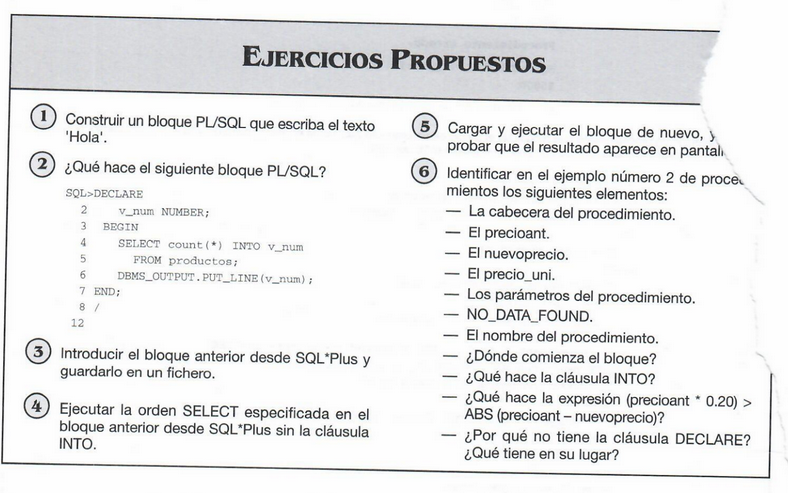 EJERCICIOS PROPUESTOS
1 Construir un bloque PL/SQL que escriba el texto
'Hola'.
2 ¿Qué hace el siguiente bloque PL/SQL?
SQL>DECLARE
2 v_num NUMBER;
3 BEGIN
4 SELECT count(*) INTO v_num
5 FROM productos;
6 DBMS_OUTPUT.PUT_LINE(v_num);
7 END;
8 /
12
3 Introducir el bloque anterior desde SQL*Plus y
guardarlo en un fichero.
4 Ejecutar la orden SELECT especificada en el
bloque anterior desde SQL*Plus sin la cláusula
INTO.
5 Cargar y ejecutar el bloque de nuevo, y
probar que el resultado aparece en
6 Identificar en el ejemplo número 2 de
mientos los siguientes elementos:
— La cabecera del procedimiento.
— El precioant.
— El nuevoprecio.
— El precio_uni.
— Los parámetros del procedimiento.
— NO_DATA_FOUND.
— El nombre del procedimiento.
— ¿Dónde comienza el bloque?
— ¿Qué hace la cláusula INTO?
— ¿Qué hace la expresión (precioant * 0.20) >
ABS (precioant – nuevoprecio)?
— ¿Por qué no tiene la cláusula DECLARE?
¿Qué tiene en su lugar?